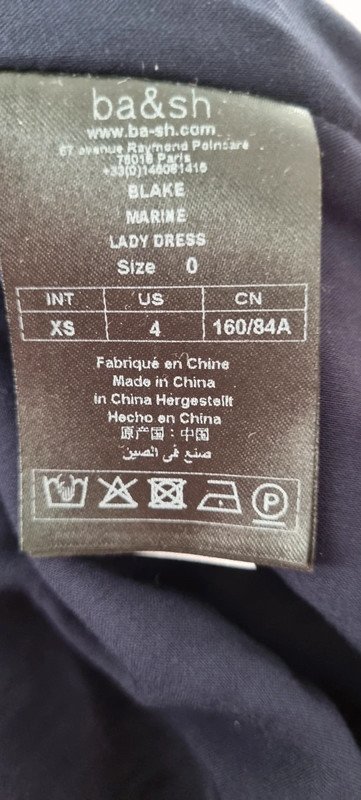 ba&sh
www.ba-sh.com
67 avenue Raymond Poincaré
75016 Paris
BLAKE
MARINE
LADY DRESS
Size 0
INT US CN
XS 4 160/84A
Fabriqué en Chine
Made in China
in China Hergestellt
Hecho en China
原产国：中国
صنع في الصين
P